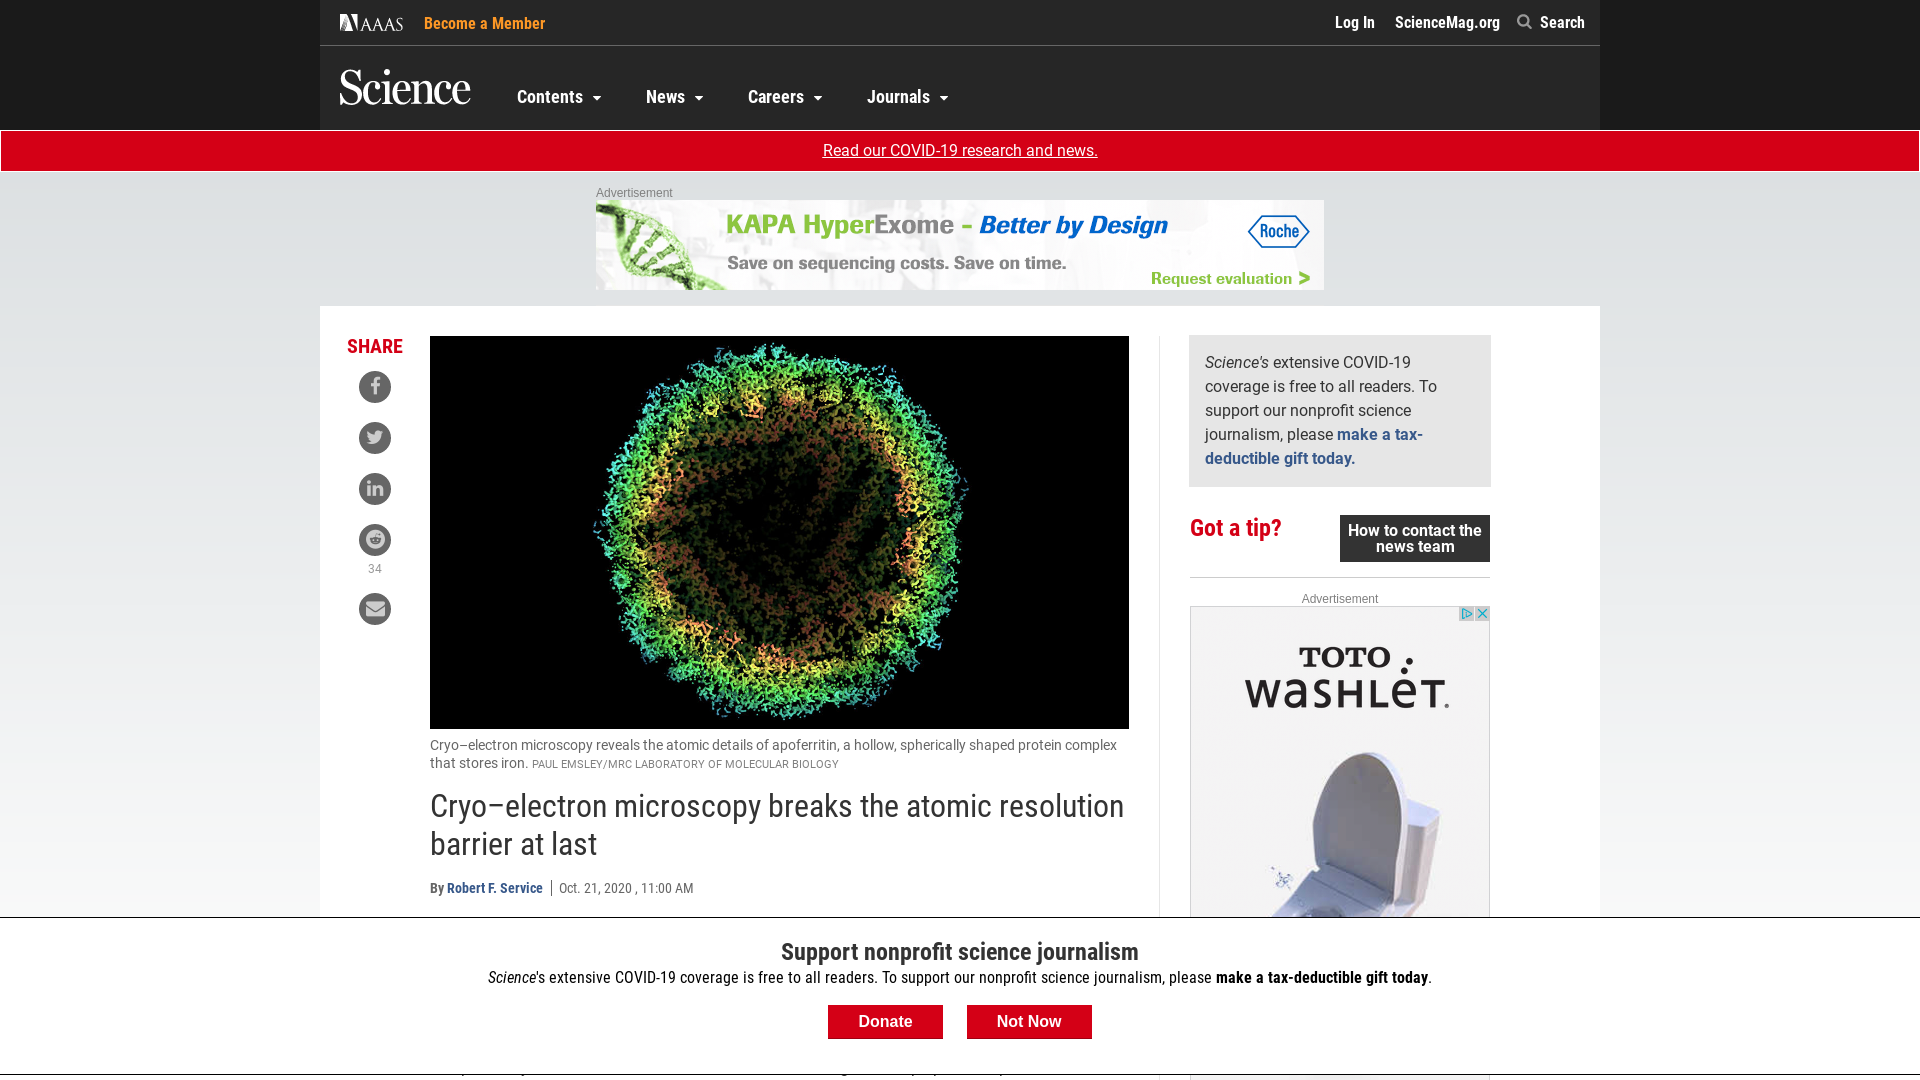 AAAS
Become a Member
Log In
ScienceMag.org
Search
Science
Contents
News
Careers
Journals
Read our COVID-19 research and news.
Advertisement
KAPA HyperExome - Better by Design
Roche
Save on sequencing costs. Save on time.
Request evaluation >
SHARE
34
Cryo–electron microscopy reveals the atomic details of apoferritin, a hollow, spherically shaped protein complex
that stores iron. PAUL EMSLEY/MRC LABORATORY OF MOLECULAR BIOLOGY
Cryo–electron microscopy breaks the atomic resolution
barrier at last
By Robert F. Service | Oct. 21, 2020 , 11:00 AM
Science's extensive COVID-19
coverage is free to all readers. To
support our nonprofit science
journalism, please make a tax-
deductible gift today.
Got a tip?
How to contact the
news team
Advertisement
TOTO
WASHLET.
Support nonprofit science journalism
Science's extensive COVID-19 coverage is free to all readers. To support our nonprofit science journalism, please make a tax-deductible gift today.
Donate
Not Now